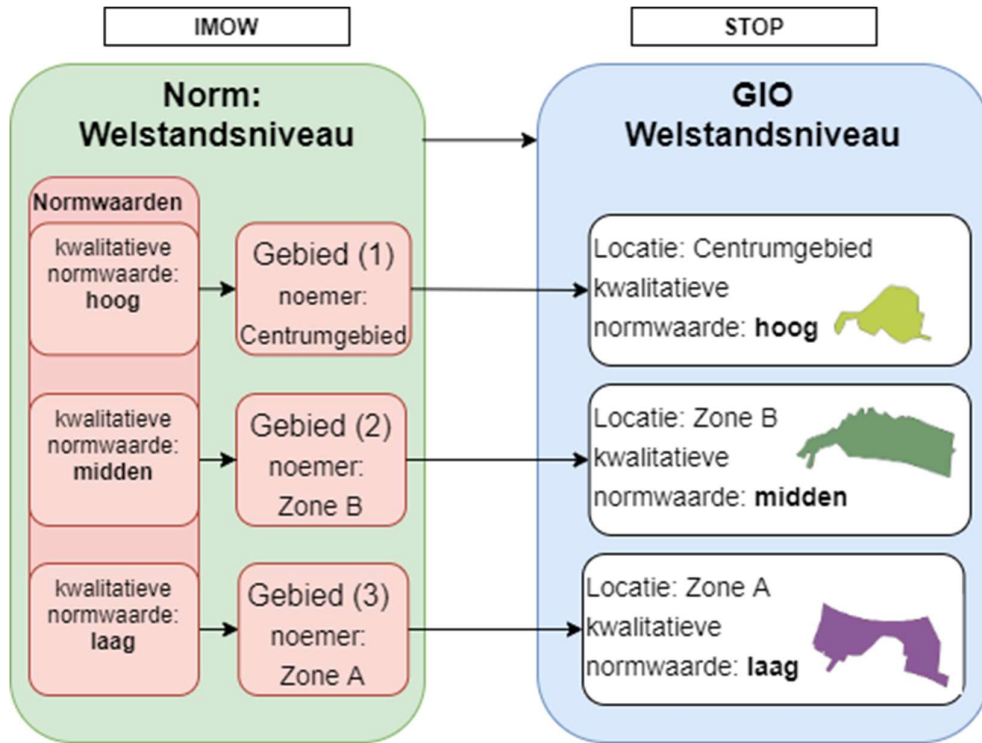 IMOW
STOP
Norm:
Welstandsniveau
Normwaarden
kwalitatieve
normwaarde:
hoog
Gebied (1)
noemer:
Centrumgebied
kwalitatieve
normwaarde:
midden
Gebied (2)
noemer:
Zone B
kwalitatieve
normwaarde:
laag
Gebied (3)
noemer:
Zone A
GIO
Welstandsniveau
Locatie: Centrumgebied
kwalitatieve
normwaarde: hoog
Locatie: Zone B
kwalitatieve
normwaarde: midden
Locatie: Zone A
kwalitatieve
normwaarde: laag